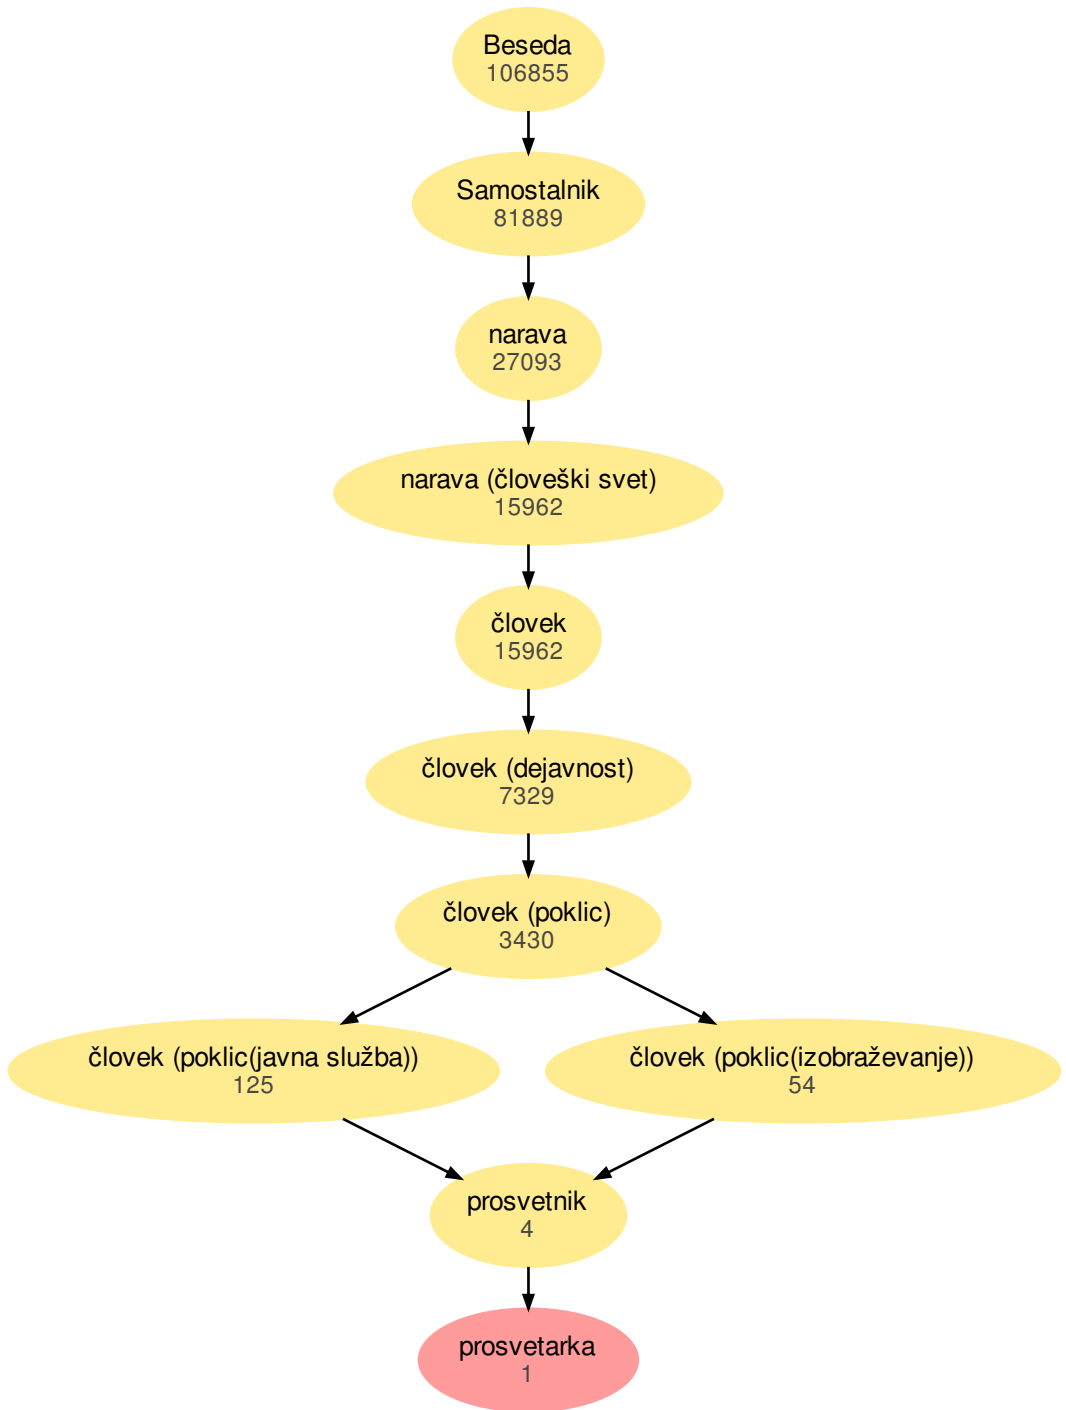 Beseda
106855
Samostalnik
81889
narava
27093
narava (človeški svet)
15962
človek
15962
človek (dejavnost)
7329
človek (poklic)
3430
človek (poklic(javna služba))
125
človek (poklic(izobraževanje))
54
prosvetnik
4
prosvetarka
1